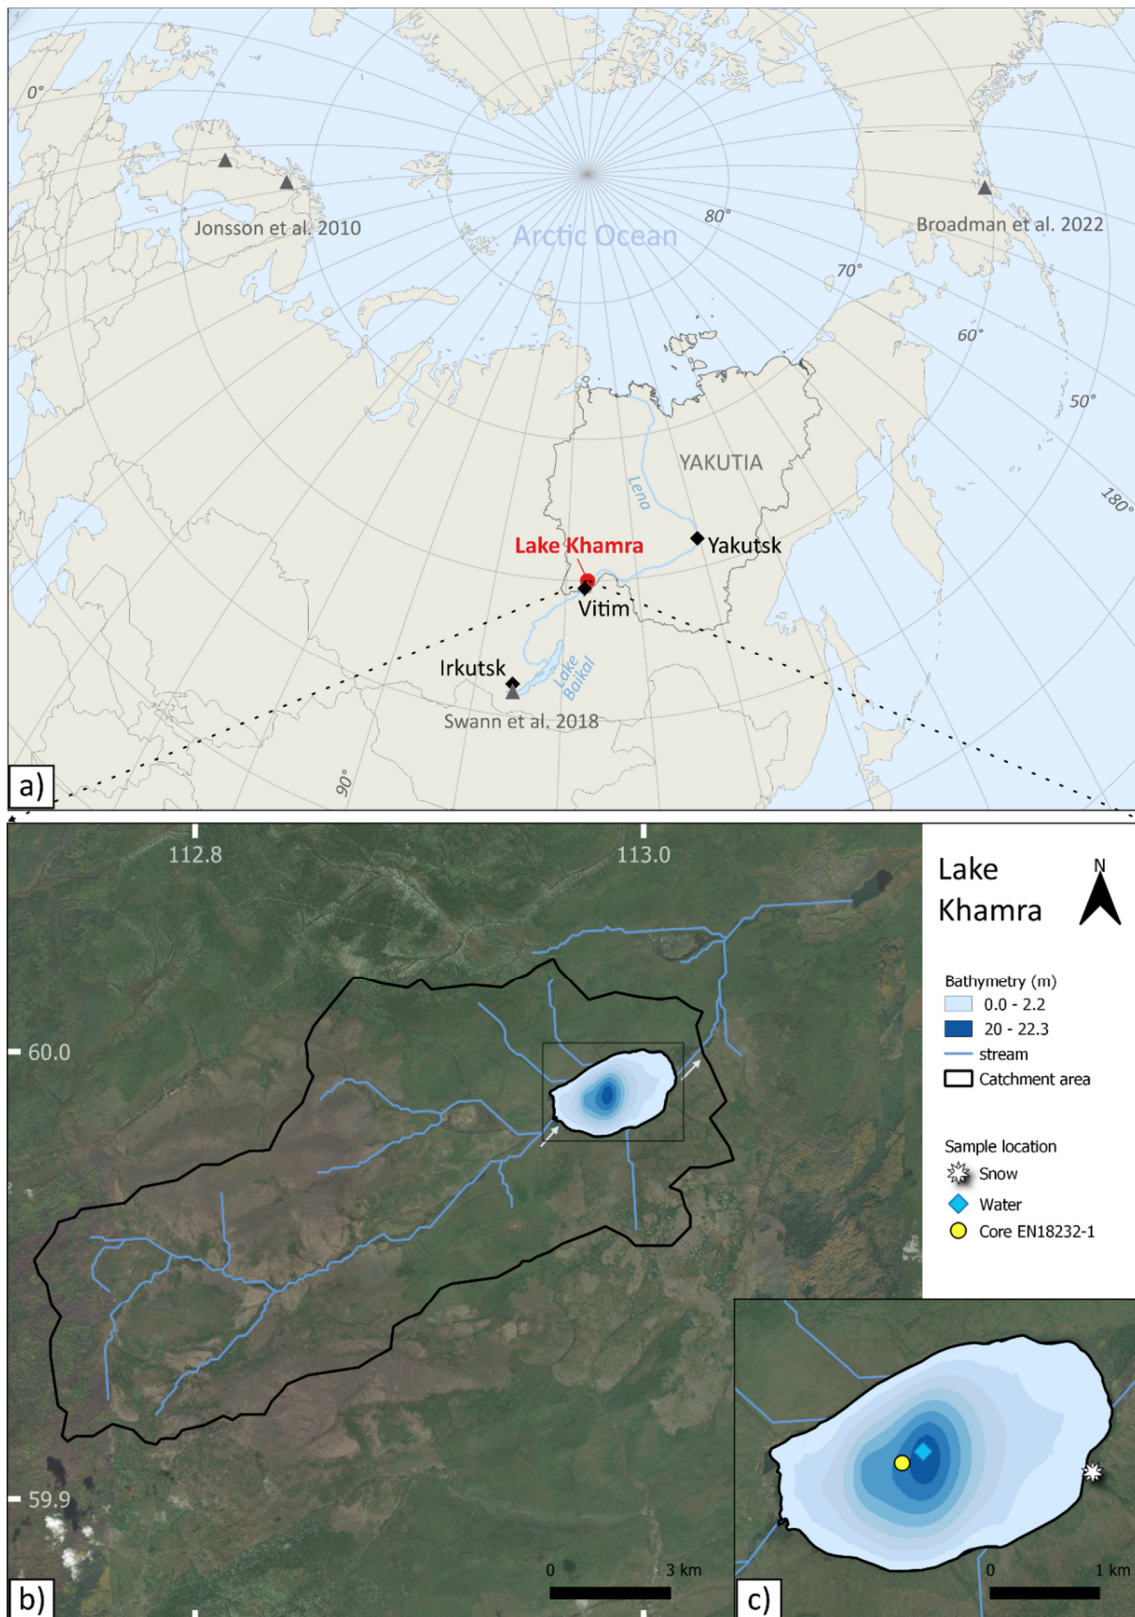 0°
80°
Arctic Ocean
Jonsson et al. 2010
Broadman et al. 2022
70°
60°
50°
180°
YAKUTIA
Lena
Lake Khamra
Yakutsk
Vitim
Irkutsk
Lake
Baikal
Swann et al. 2018
90°
a)
112.8
113.0
60.0
59.9
0 3 km
b)
Lake
Khamra
N
Bathymetry (m)
0.0 - 2.2
20 - 22.3
stream
Catchment area
Sample location
Snow
Water
Core EN18232-1
0 1 km
c)